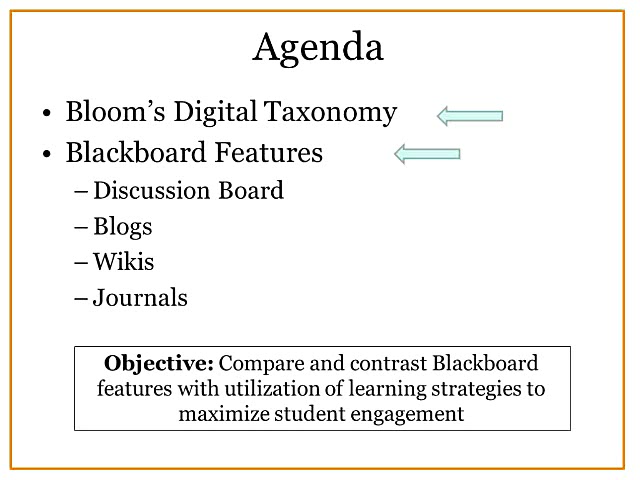 Agenda
• Bloom’s Digital Taxonomy
• Blackboard Features
– Discussion Board
– Blogs
– Wikis
– Journals
Objective: Compare and contrast Blackboard
features with utilization of learning strategies to
maximize student engagement